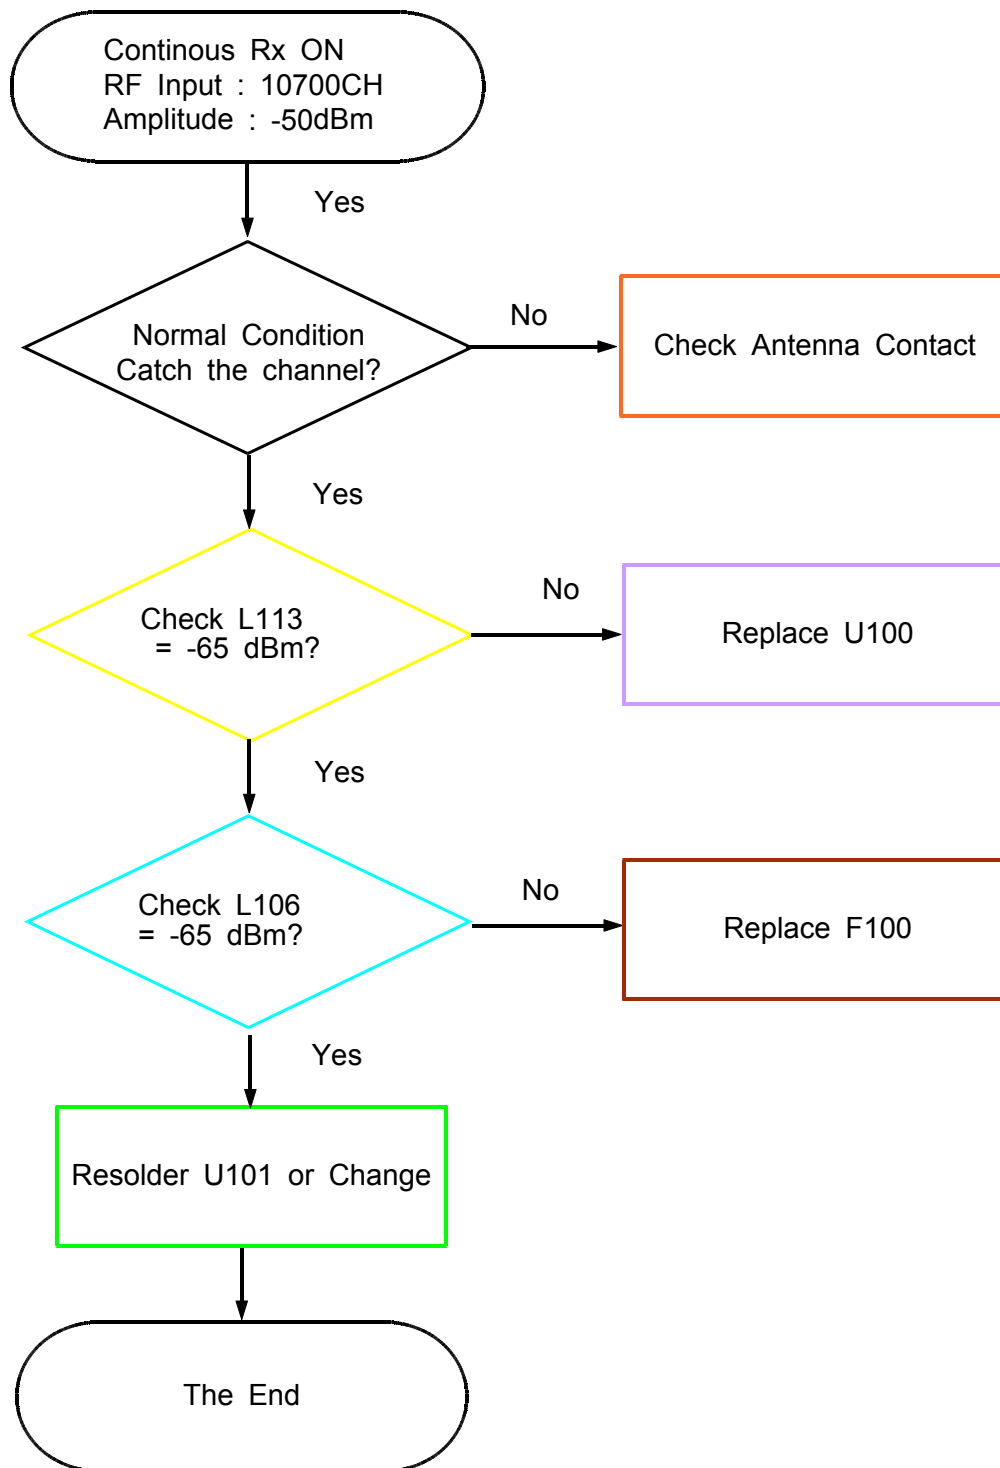 Continous Rx ON
RF Input : 10700CH
Amplitude : -50dBm
Yes
Normal Condition
Catch the channel?
No
Check Antenna Contact
Yes
Check L113
= -65 dBm?
No
Replace U100
Yes
Check L106
= -65 dBm?
No
Replace F100
Yes
Resolder U101 or Change
The End